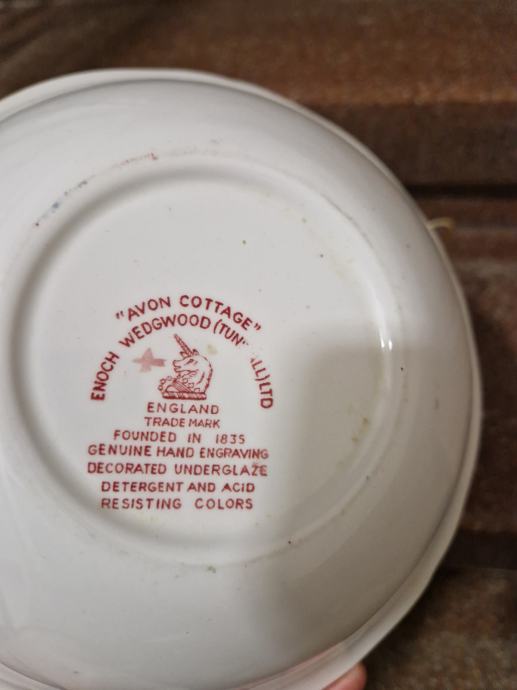 "AVON COTTAGE"
ENOCH WEDGWOOD (TUN ALL) LTD
ENGLAND
TRADE MARK
FOUNDED IN 1835
GENUINE HAND ENGRAVING
DECORATED UNDERGLAZE
DETERGENT AND ACID
RESISTING COLORS